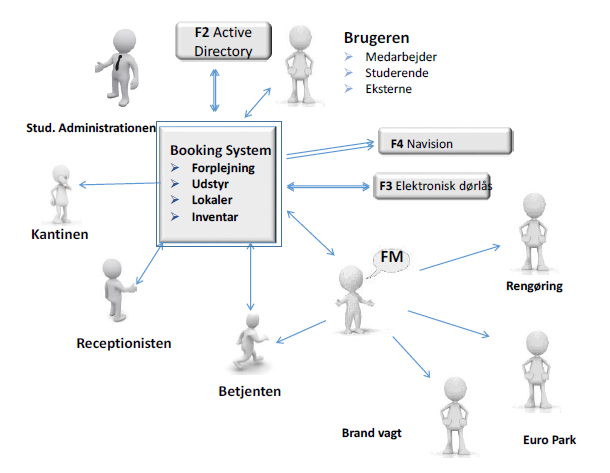 F2 Active
Directory
Brugeren
Medarbejder
Studerende
Eksterne
Stud. Administrationen
Booking System
Forplejning
Udstyr
Lokaler
Inventar
F4 Navision
F3 Elektronisk dørlås
Kantinen
FM
Rengøring
Receptionisten
Betjenten
Brand vagt
Euro Park